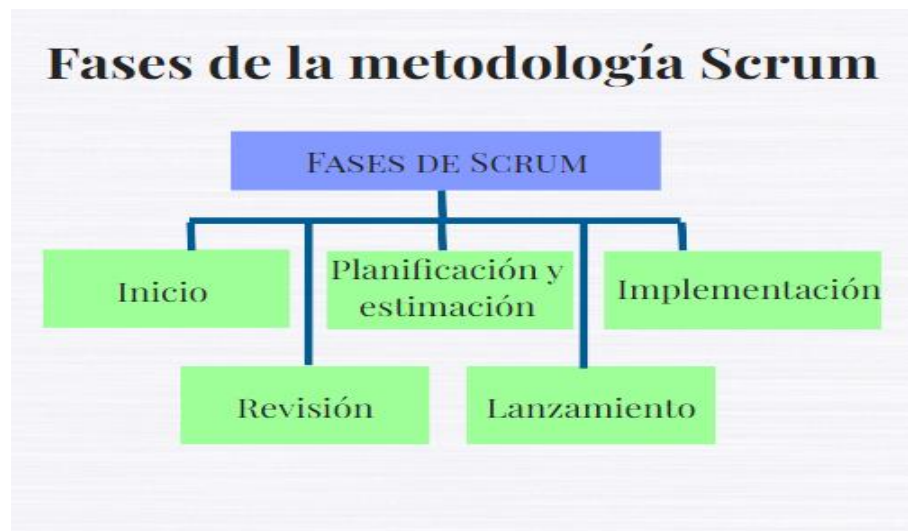 Fases de la metodología Scrum
Fases de Scrum
Inicio
Planificación y
estimación
Implementación
Revisión
Lanzamiento